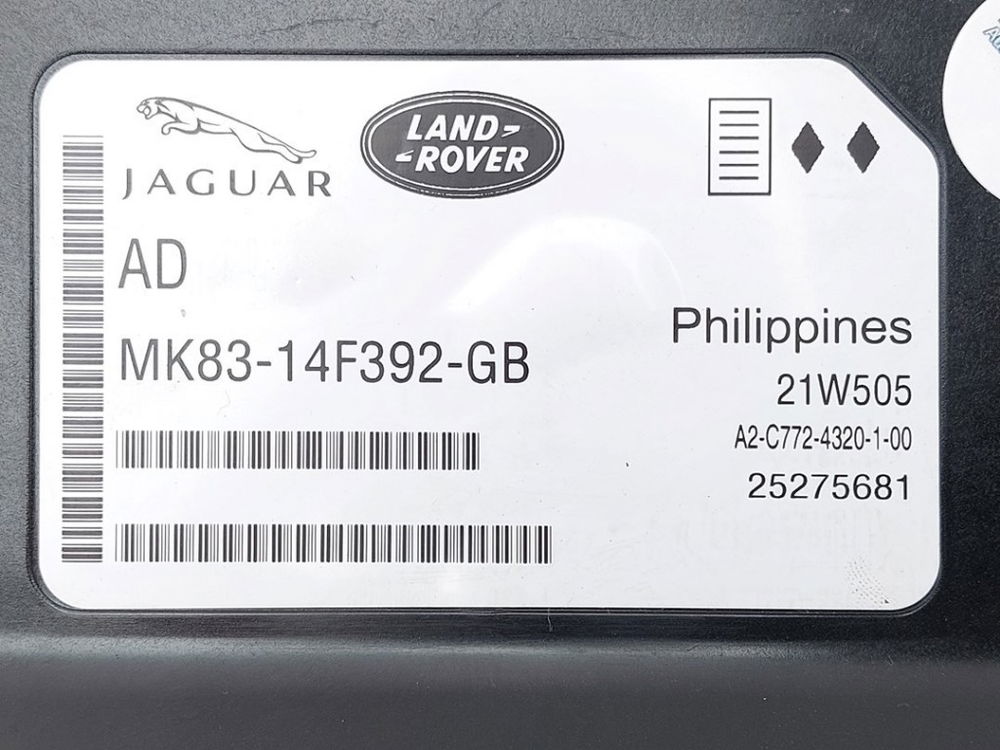 JAGUAR
LAND-
-ROVER
AD
MK83-14F392-GB
Philippines
21W505
A2-C772-4320-1-00
25275681